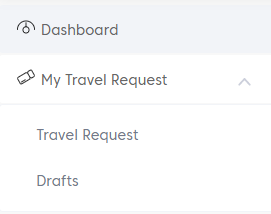 Dashboard
My Travel Request
Travel Request
Drafts